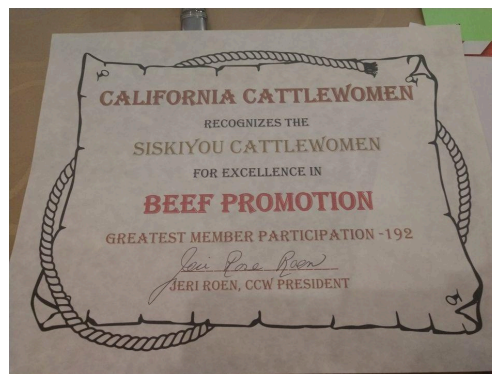 CALIFORNIA CATTLEWOMEN
RECOGNIZES THE
SISKIYOU CATTLEWOMEN
FOR EXCELLENCE IN
BEEF PROMOTION
GREATEST MEMBER PARTICIPATION -192
Jeri Rose Roen
JERI ROEN, CCW PRESIDENT